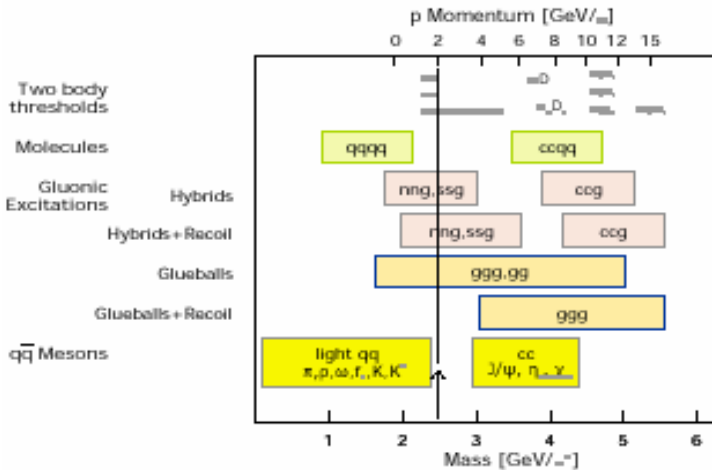 p Momentum [GeV/
0 2 4 6 8 10 12 15
Two body
thresholds
D
D
Molecules
qqqq
ccqq
Gluonic
Excitations
Hybrids
nng,ssg
ccg
Hybrids+Recoil
nng,ssg
ccg
Glueballs
ggg,gg
Glueballs+Recoil
ggg
qq̅ Mesons
light qq
π,ρ,ω,f,K,K
cc
J/ψ, η , χ
1 2 3 4 5 6
Mass [GeV/